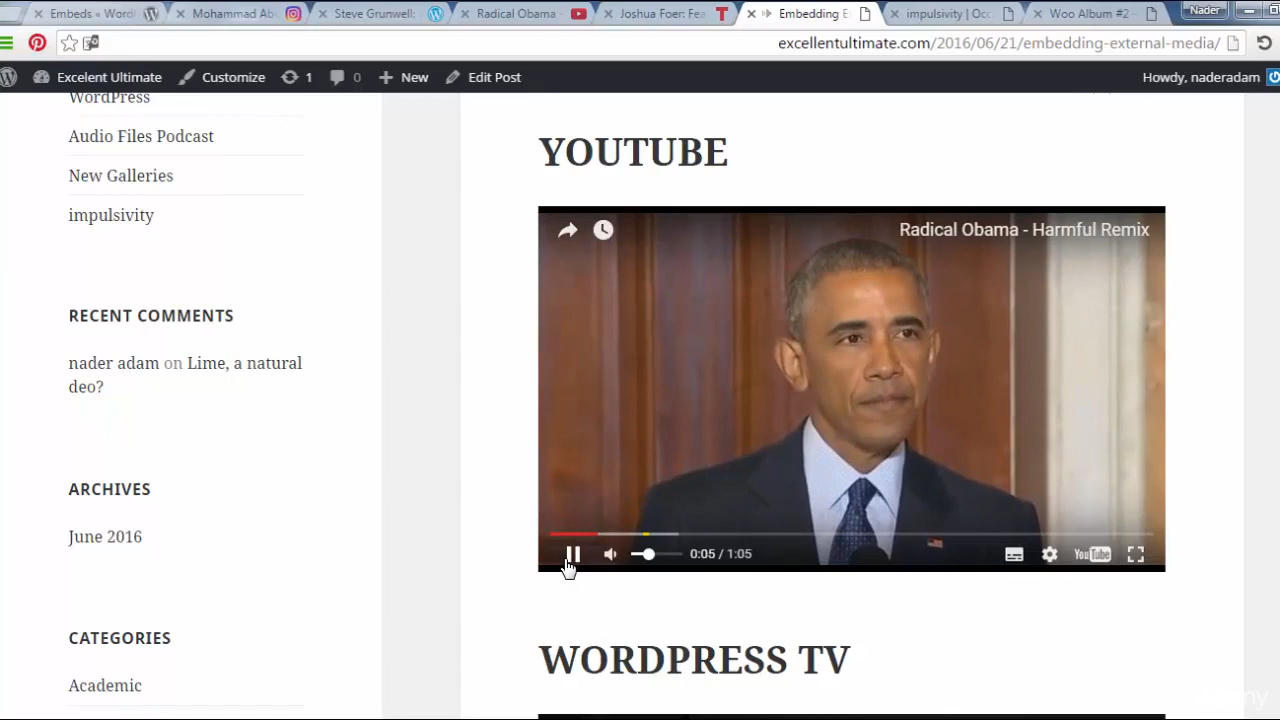 Embeds « Word
Mohammad Abu
Steve Grunwell:
Radical Obama -
Joshua Foer: Fea
Embedding E
impulsivity | Occ
Woo Album #2 –
Nader
excellentultimate.com/2016/06/21/embedding-external-media/
Excelent Ultimate
Customize
1
0
New
Edit Post
Howdy, naderadam
WordPress
Audio Files Podcast
New Galleries
impulsivity
RECENT COMMENTS
nader adam on Lime, a natural
deo?
ARCHIVES
June 2016
CATEGORIES
Academic
YOUTUBE
Radical Obama - Harmful Remix
0:05 / 1:05
YouTube
WORDPRESS TV